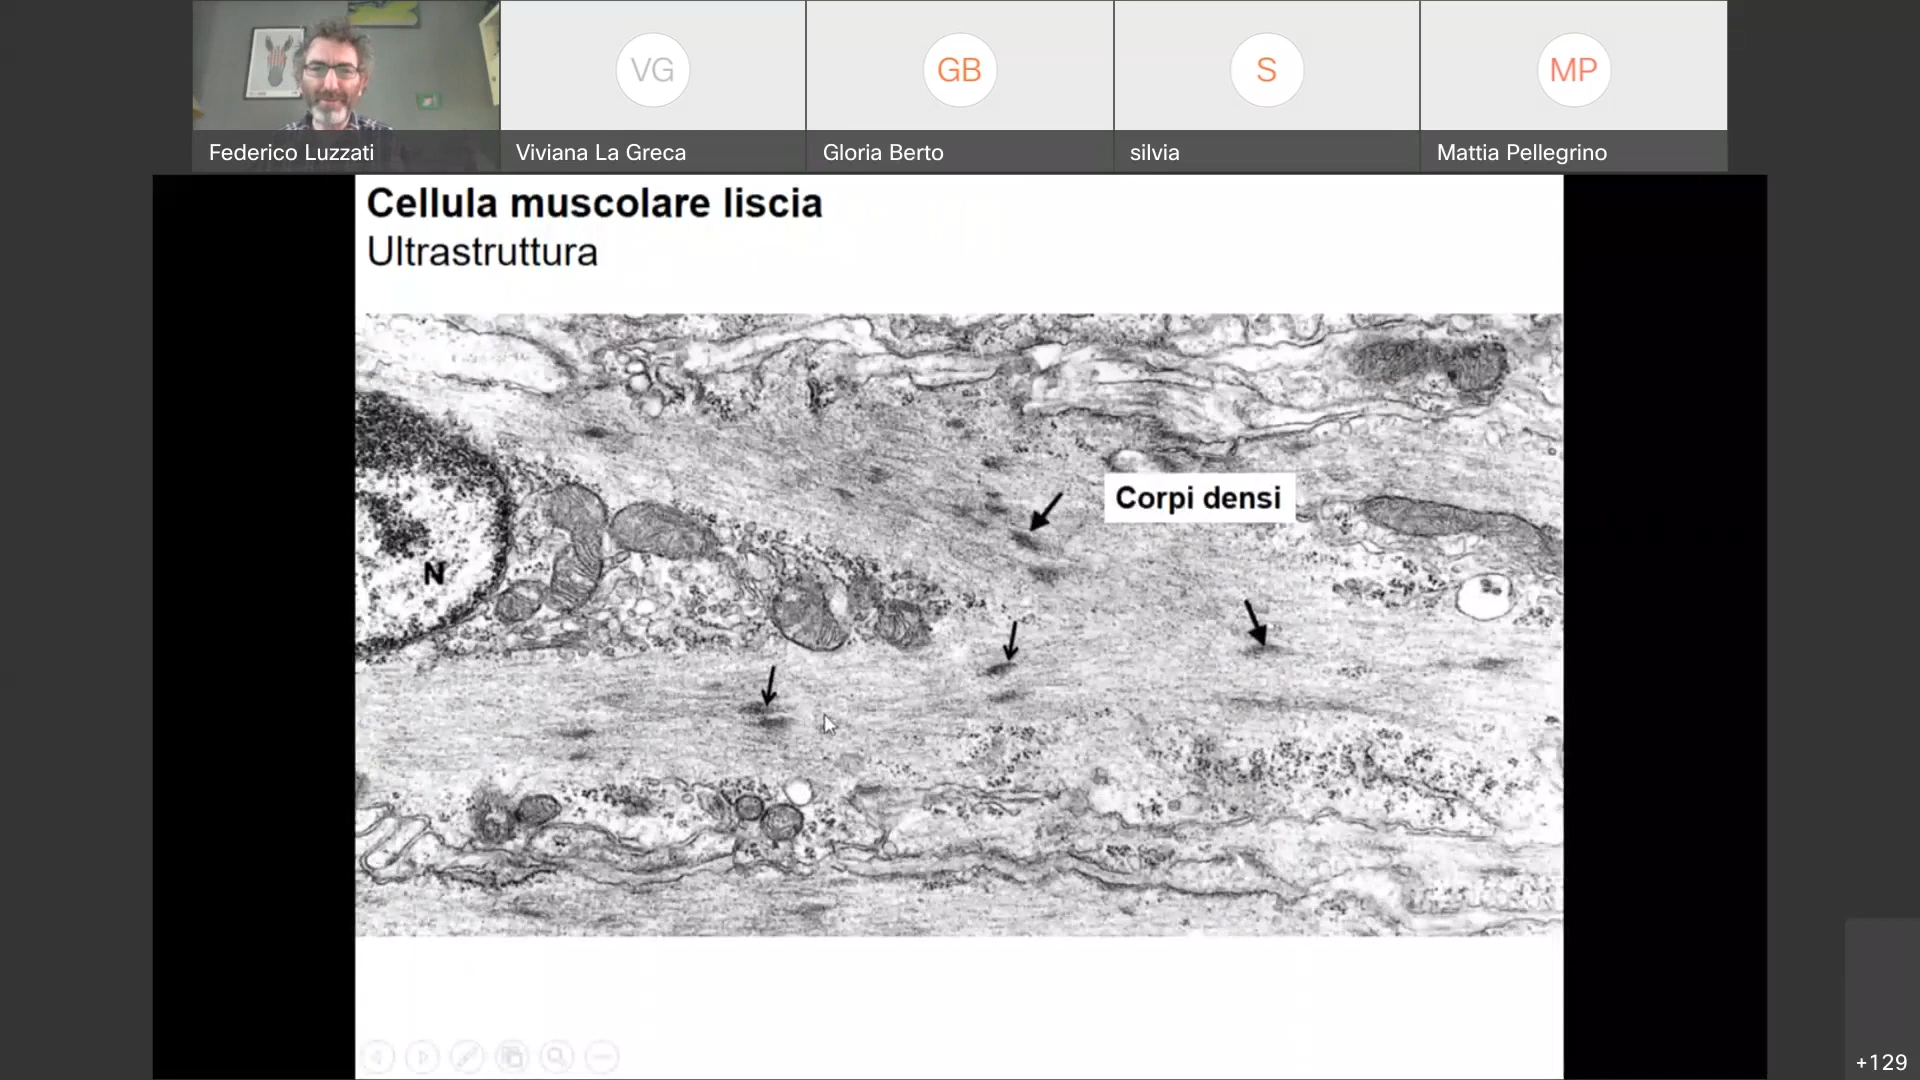 VG
GB
S
MP
Federico Luzzati
Viviana La Greca
Gloria Berto
silvia
Mattia Pellegrino
Cellula muscolare liscia
Ultrastruttura
Corpi densi
N
+129